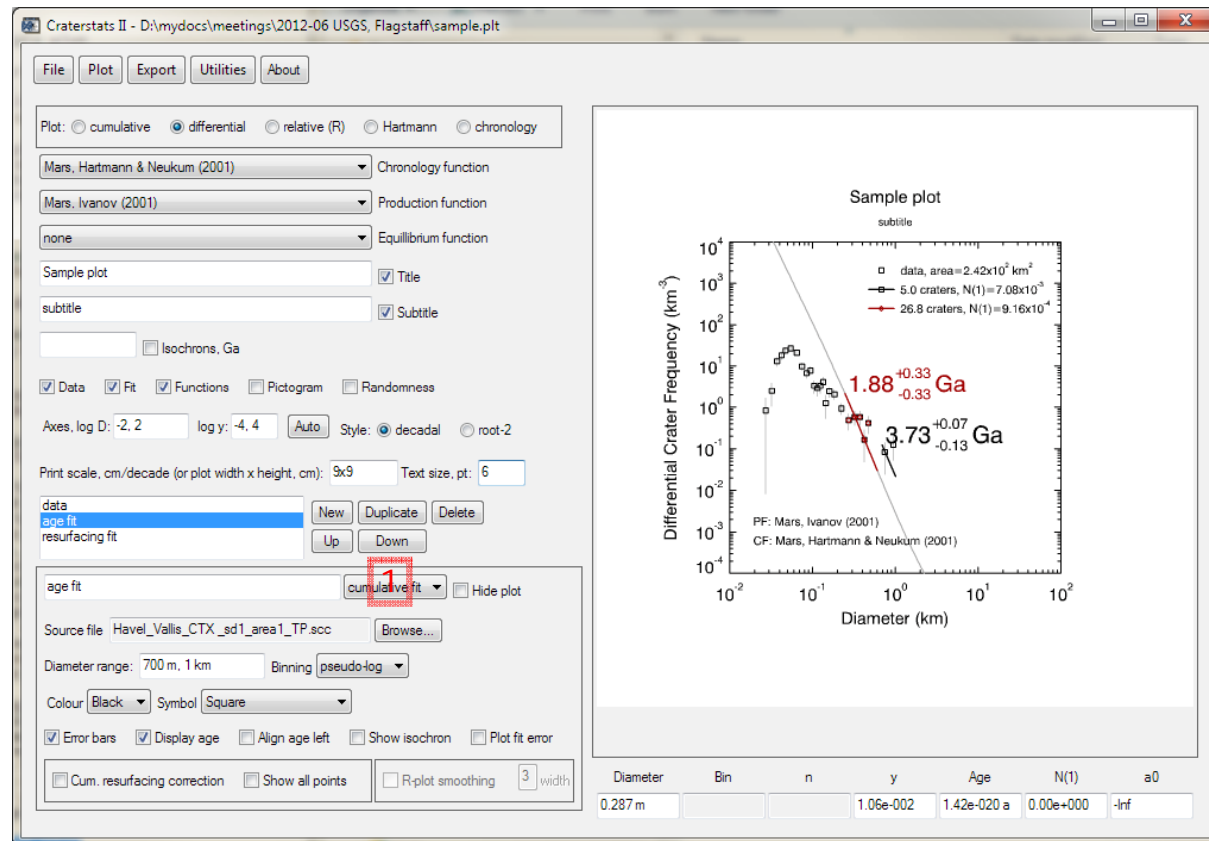 Craterstats II - D:\mydocs\meetings\2012-06 USGS, Flagstaff\sample.plt
File Plot Export Utilities About
Plot: cumulative differential relative (R) Hartmann chronology
Mars, Hartmann & Neukum (2001) Chronology function
Mars, Ivanov (2001) Production function
none Equillibrium function
Sample plot Title
subtitle Subtitle
Isochrons, Ga
Data Fit Functions Pictogram Randomness
Axes, log D: -2, 2 log y: -4, 4 Auto Style: decadal root-2
Print scale, cm/decade (or plot width x height, cm): 9x9 Text size, pt: 6
data
age fit
resurfacing fit
New Duplicate Delete
Up Down
age fit cumulative fit Hide plot
1
Source file Havel_Vallis_CTX _sd1_area1_TP.scc Browse...
Diameter range: 700 m, 1 km Binning pseudo-log
Colour Black Symbol Square
Error bars Display age Align age left Show isochron Plot fit error
Cum. resurfacing correction Show all points R-plot smoothing 3 width
Sample plot
subtitle
Differential Crater Frequency (km⁻³)
10⁴
10³
10²
10¹
10⁰
10⁻¹
10⁻²
10⁻³
10⁻⁴
data, area=2.42x10² km²
5.0 craters, N(1)=7.08x10⁻³
26.8 craters, N(1)=9.16x10⁻⁴
1.88 +0.33 -0.33 Ga
3.73 +0.07 -0.13 Ga
PF: Mars, Ivanov (2001)
CF: Mars, Hartmann & Neukum (2001)
10⁻² 10⁻¹ 10⁰ 10¹ 10²
Diameter (km)
Diameter Bin n y Age N(1) a0
0.287 m 1.06e-002 1.42e-020 a 0.00e+000 -Inf